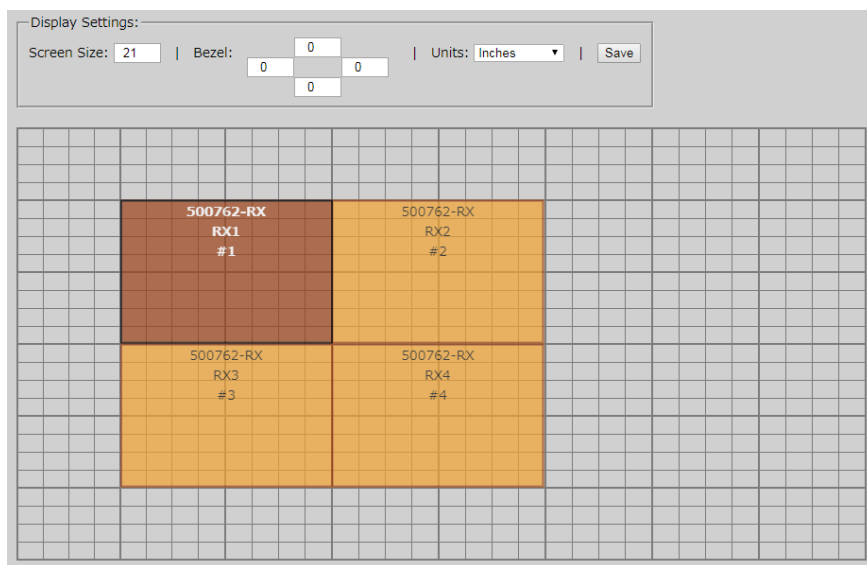 Display Settings:
Screen Size: 21 | Bezel: 0 0 0 0 | Units: Inches | Save
500762-RX
RX1
#1
500762-RX
RX2
#2
500762-RX
RX3
#3
500762-RX
RX4
#4